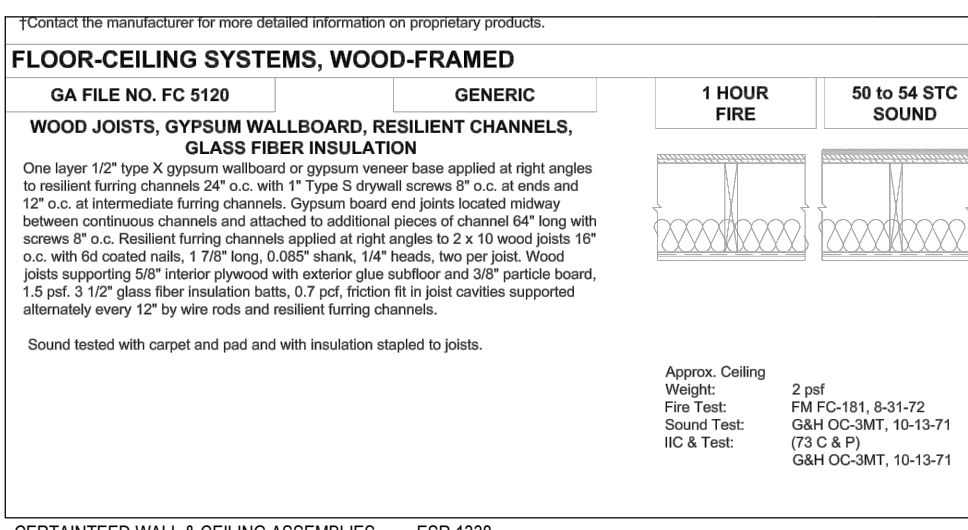 †Contact the manufacturer for more detailed information on proprietary products.
FLOOR-CEILING SYSTEMS, WOOD-FRAMED
GA FILE NO. FC 5120
GENERIC
1 HOUR
FIRE
50 to 54 STC
SOUND
WOOD JOISTS, GYPSUM WALLBOARD, RESILIENT CHANNELS,
GLASS FIBER INSULATION
One layer 1/2" type X gypsum wallboard or gypsum veneer base applied at right angles
to resilient furring channels 24" o.c. with 1" Type S drywall screws 8" o.c. at ends and
12" o.c. at intermediate furring channels. Gypsum board end joints located midway
between continuous channels and attached to additional pieces of channel 64" long with
screws 8" o.c. Resilient furring channels applied at right angles to 2 x 10 wood joists 16"
o.c. with 6d coated nails, 1 7/8" long, 0.085" shank, 1/4" heads, two per joist. Wood
joists supporting 5/8" interior plywood with exterior glue subfloor and 3/8" particle board,
1.5 psf. 3 1/2" glass fiber insulation batts, 0.7 pcf, friction fit in joist cavities supported
alternately every 12" by wire rods and resilient furring channels.
Sound tested with carpet and pad and with insulation stapled to joists.
Approx. Ceiling
Weight: 2 psf
Fire Test: FM FC-181, 8-31-72
Sound Test: G&H OC-3MT, 10-13-71
IIC & Test: (73 C & P)
G&H OC-3MT, 10-13-71
CERTAINTEED WALL & CEILING ASSEMBLIES ESR-1338